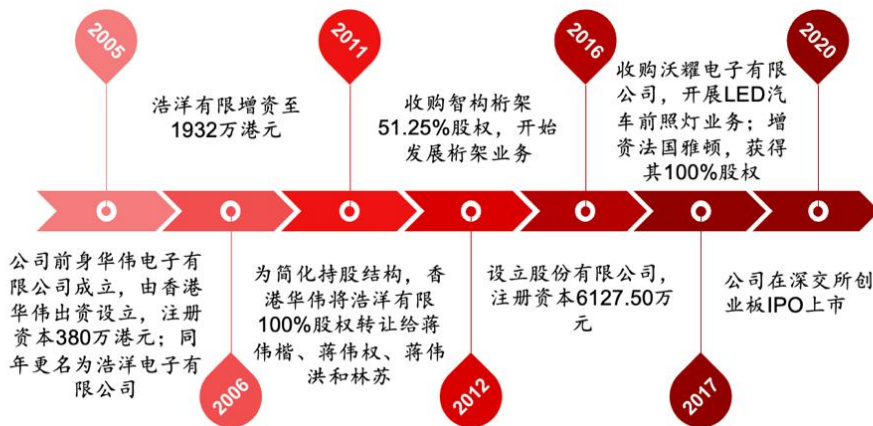 2005
2011
2016
2020
浩洋有限增资至
1932万港元
收购智构桁架
51.25%股权，开始
发展桁架业务
收购沃耀电子有限
公司，开展LED汽
车前照灯业务；增
资法国雅顿，获得
其100%股权
公司前身华伟电子有
限公司成立，由香港
华伟出资设立，注册
资本380万港元；同
年更名为浩洋电子有
限公司
为简化持股结构，香
港华伟将浩洋有限
100%股权转让给蒋
伟楷、蒋伟权、蒋伟
洪和林苏
设立股份有限公司，
注册资本6127.50万
元
公司在深交所创
业板IPO上市
2006
2012
2017